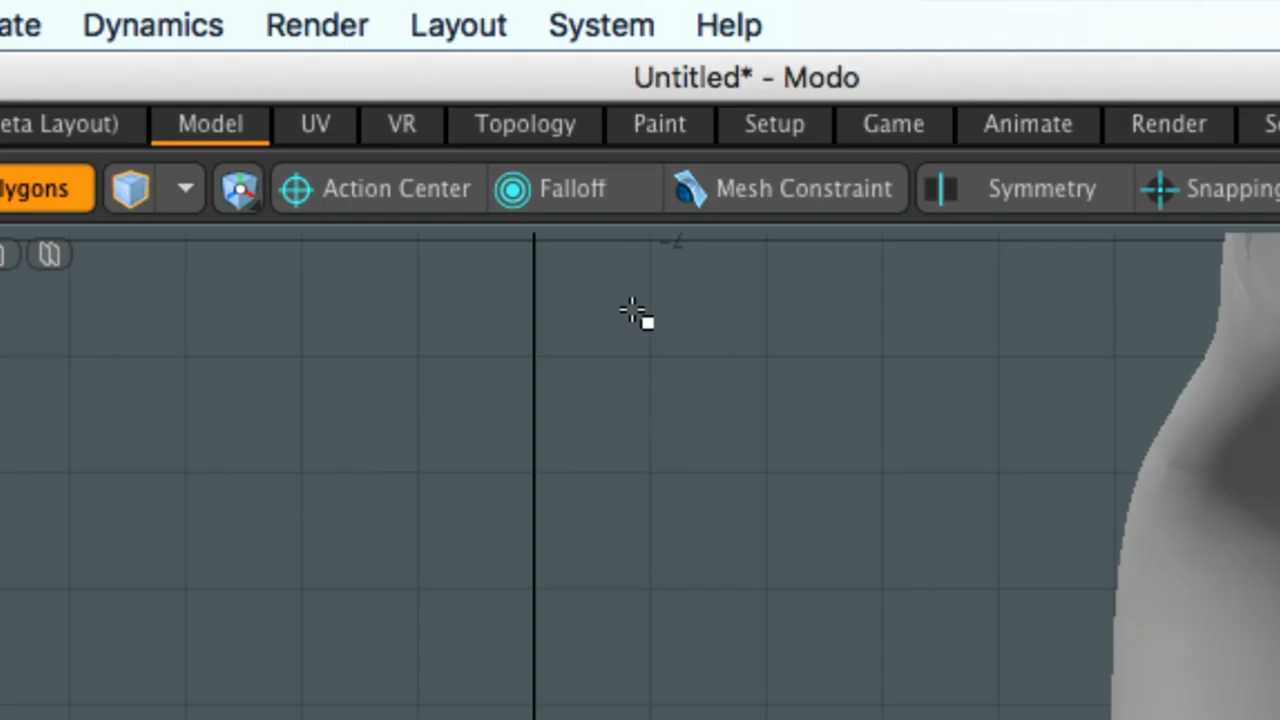 ate Dynamics Render Layout System Help
Untitled* - Modo
eta Layout) Model UV VR Topology Paint Setup Game Animate Render
lygons Action Center Falloff Mesh Constraint Symmetry Snapping